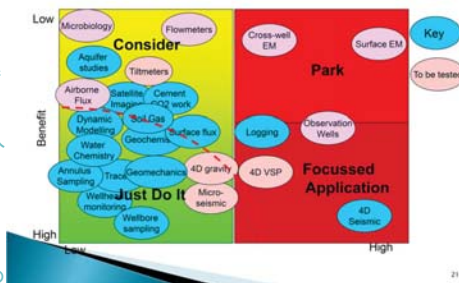 Low
Microbiology
Flowmeters
Consider
Cross-well
EM
Surface EM
Key
Aquifer
studies
Tiltmeters
Park
To be tested
Airborne
Flux
Satellite
Imaging
Cement
CO2 work
Benefit
Dynamic
Modelling
Soil Gas
Geochem
Surface flux
Logging
Observation
Wells
Water
Chemistry
Focussed
Application
Annulus
Sampling
Geomechanics
4D gravity
4D VSP
Just Do It
Wellhead
monitoring
Micro-
seismic
Wellbore
sampling
4D
Seismic
High
Low
High
21